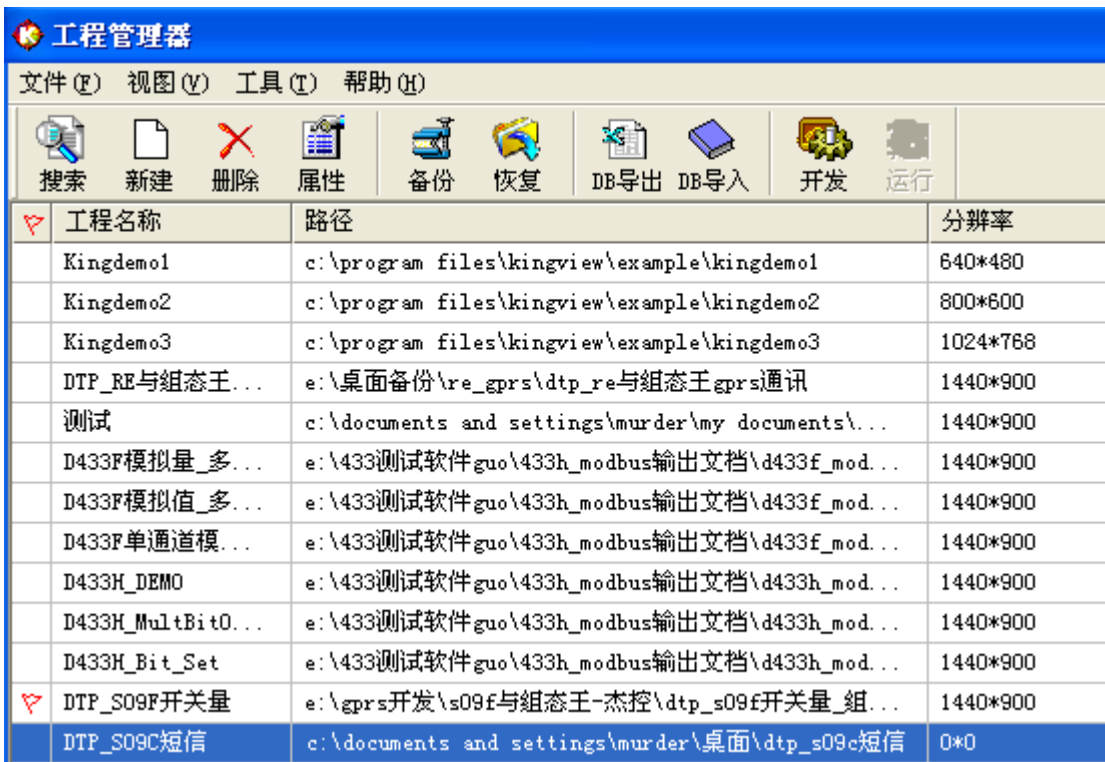 工程管理器
文件(F) 视图(V) 工具(T) 帮助(H)
搜索 新建 删除 属性 备份 恢复 DB导出 DB导入 开发 运行
工程名称 路径 分辨率
Kingdemo1 c:\program files\kingview\example\kingdemo1 640*480
Kingdemo2 c:\program files\kingview\example\kingdemo2 800*600
Kingdemo3 c:\program files\kingview\example\kingdemo3 1024*768
DTP_RE与组态王... e:\桌面备份\re_gprs\dtp_re与组态王gprs通讯 1440*900
测试 c:\documents and settings\murder\my documents\... 1440*900
D433F模拟量_多... e:\433测试软件guo\433h_modbus输出文档\d433f_mod... 1440*900
D433F模拟值_多... e:\433测试软件guo\433h_modbus输出文档\d433f_mod... 1440*900
D433F单通道模... e:\433测试软件guo\433h_modbus输出文档\d433f_mod... 1440*900
D433H_DEMO e:\433测试软件guo\433h_modbus输出文档\d433h_mod... 1440*900
D433H_MultBitO... e:\433测试软件guo\433h_modbus输出文档\d433h_mod... 1440*900
D433H_Bit_Set e:\433测试软件guo\433h_modbus输出文档\d433h_mod... 1440*900
DTP_S09F开关量 e:\gprs开发\s09f与组态王-杰控\dtp_s09f开关量_组... 1440*900
DTP_S09C短信 c:\documents and settings\murder\桌面\dtp_s09c短信 0*0